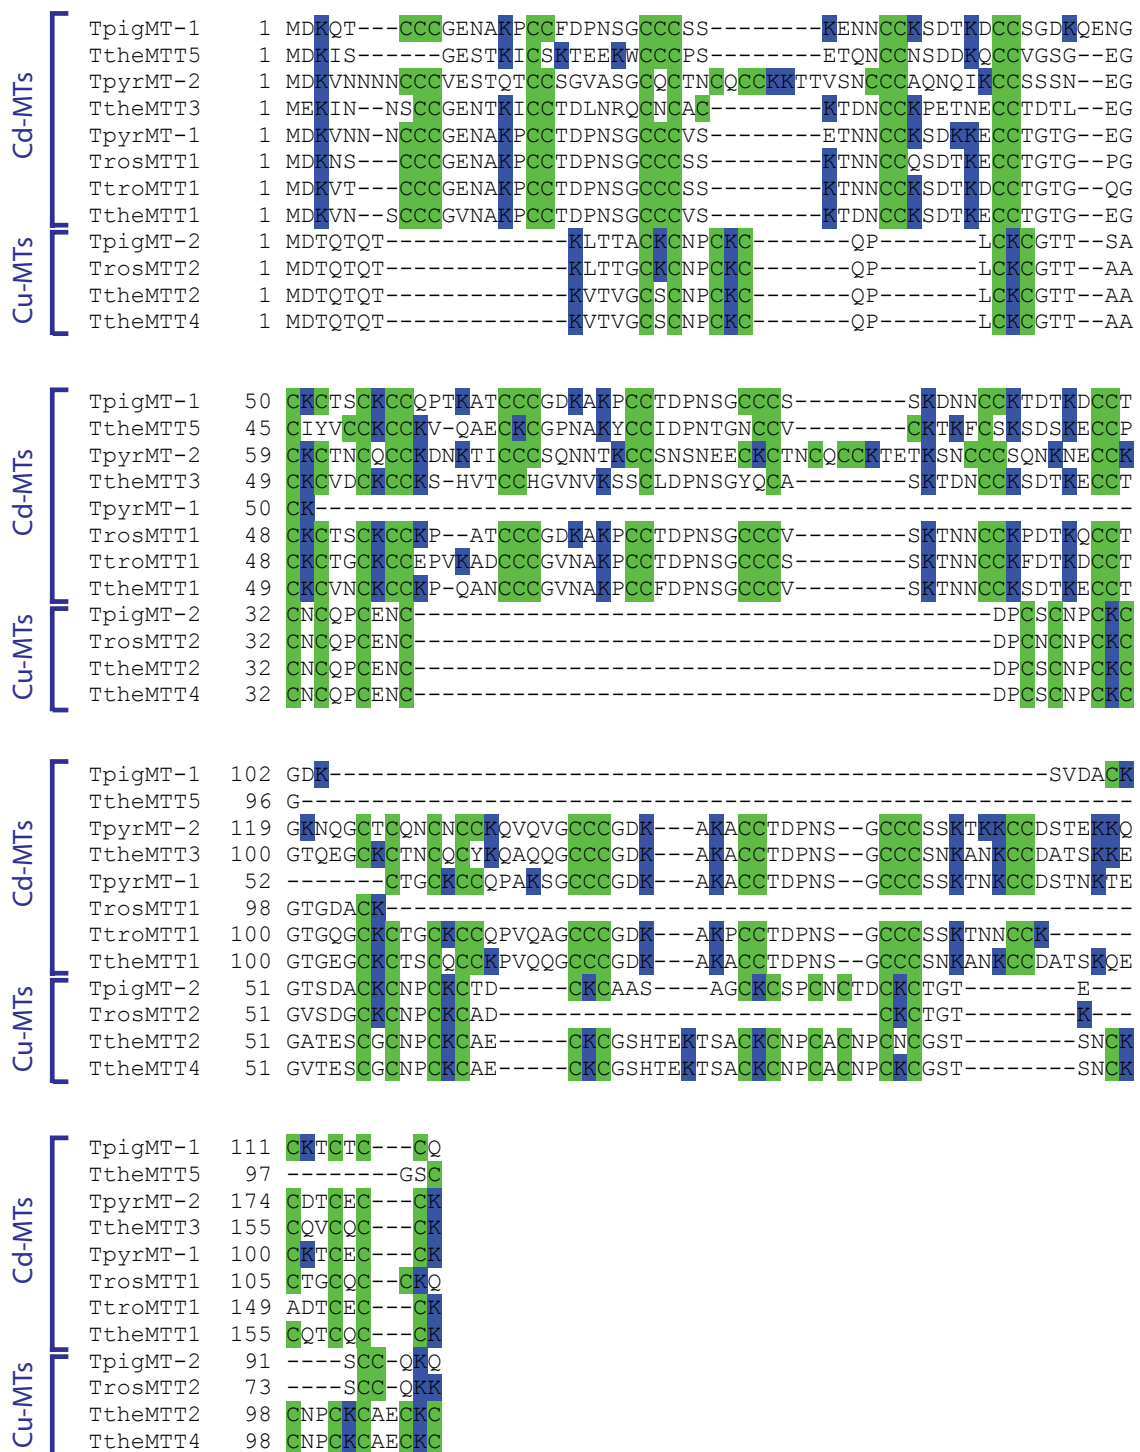 Cd-MTs
TpigMT-1 1 MDKQT---CCCGENAKPCCFDPNSGCCCSS--------KENNCCKSDTKDCCSGDKQENG
TtheMTT5 1 MDKIS------GESTKICSKTEEKWCCCPS--------ETQNCCNSDDKQCCVGSG--EG
TpyrMT-2 1 MDKVNNNNCCCVESTQTCCSGVASGCQCTNCQCCKKTTVSNCCCAQNQIKCCSSSN--EG
TtheMTT3 1 MEKIN--NSCCGENTKICCTDLNRQCNCAC--------KTDNCCKPETNECCTDTL--EG
TpyrMT-1 1 MDKVNN-NCCCGENAKPCCTDPNSGCCCVS--------ETNNCCKSDKKECCTGTG--EG
TrosMTT1 1 MDKNS---CCCGENAKPCCTDPNSGCCCSS--------KTNNCCQSDTKECCTGTG--PG
TtroMTT1 1 MDKVT---CCCGENAKPCCTDPNSGCCCSS--------KTNNCCKSDTKDCCTGTG--QG
TtheMTT1 1 MDKVN--SCCCGVNAKPCCTDPNSGCCCVS--------KTDNCCKSDTKECCTGTG--EG
Cu-MTs
TpigMT-2 1 MDTQTQT-------------KLTTACKCNPCKC-------QP-------LCKCGTT--SA
TrosMTT2 1 MDTQTQT-------------KLTTGCKCNPCKC-------QP-------LCKCGTT--AA
TtheMTT2 1 MDTQTQT-------------KVTVGCSCNPCKC-------QP-------LCKCGTT--AA
TtheMTT4 1 MDTQTQT-------------KVTVGCSCNPCKC-------QP-------LCKCGTT--AA
Cd-MTs
TpigMT-1 50 CKCTSCKCCQPTKATCCCGDKAKPCCTDPNSGCCCS--------SKDNNCCKTDTKDCCT
TtheMTT5 45 CIYVCCKCCKV-QAECKCGPNAKYCCIDPNTGNCCV--------CKTKFCSKSDSKECCP
TpyrMT-2 59 CKCTNCQCCKDNKTICCCSQNNTKCCSNSNEECKCTNCQCCKTETKSNCCCSQNKNECCK
TtheMTT3 49 CKCVDCKCCKS-HVTCCHGVNVKSSCLDPNSGYQCA--------SKTDNCCKSDTKECCT
TpyrMT-1 50 CK----------------------------------------------------------
TrosMTT1 48 CKCTSCKCCKP--ATCCCGDKAKPCCTDPNSGCCCV--------SKTNNCCKPDTKQCCT
TtroMTT1 48 CKCTGCKCCEPVKADCCCGVNAKPCCTDPNSGCCCS--------SKTNNCCKFDTKDCCT
TtheMTT1 49 CKCVNCKCCKP-QANCCCGVNAKPCCFDPNSGCCCV--------SKTNNCCKSDTKECCT
Cu-MTs
TpigMT-2 32 CNCQPCENC-----------------------------------------DPCSCNPCKC
TrosMTT2 32 CNCQPCENC-----------------------------------------DPCNCNPCKC
TtheMTT2 32 CNCQPCENC-----------------------------------------DPCSCNPCKC
TtheMTT4 32 CNCQPCENC-----------------------------------------DPCSCNPCKC
Cd-MTs
TpigMT-1 102 GDK---------------------------------------------------SVDACK
TtheMTT5 96 G-----------------------------------------------------------
TpyrMT-2 119 GKNQGCTCQNCNCCKQVQVGCCCGDK---AKACCTDPNS--GCCCSSKTKKCCDSTEKKQ
TtheMTT3 100 GTQEGCKCTNCQCYKQAQQGCCCGDK---AKACCTDPNS--GCCCSNKANKCCDATSKKE
TpyrMT-1 52 -------CTGCKCCQPAKSGCCCGDK---AKACCTDPNS--GCCCSSKTNKCCDSTNKTE
TrosMTT1 98 GTGDACK-----------------------------------------------------
TtroMTT1 100 GTGQGCKCTGCKCCQPVQAGCCCGDK---AKPCCTDPNS--GCCCSSKTNNCCK------
TtheMTT1 100 GTGEGCKCTSCQCCKPVQQGCCCGDK---AKACCTDPNS--GCCCSNKANKCCDATSKQE
Cu-MTs
TpigMT-2 51 GTSDACKCNPCKCTD-----CKCAAS----AGCKCSPCNCTDCKCTGT--------E---
TrosMTT2 51 GVSDGCKCNPCKCAD---------------------------CKCTGT--------K---
TtheMTT2 51 GATESCGCNPCKCAE-----CKCGSHTEKTSACKCNPCACNPCNCGST--------SNCK
TtheMTT4 51 GVTESCGCNPCKCAE-----CKCGSHTEKTSACKCNPCACNPCKCGST--------SNCK
Cd-MTs
TpigMT-1 111 CKTCTC---CQ
TtheMTT5 97 --------GSC
TpyrMT-2 174 CDTCEC---CK
TtheMTT3 155 CQVCQC---CK
TpyrMT-1 100 CKTCEC---CK
TrosMTT1 105 CTGCQC--CKQ
TtroMTT1 149 ADTCEC---CK
TtheMTT1 155 CQTCQC---CK
Cu-MTs
TpigMT-2 91 ----SCC-QKQ
TrosMTT2 73 ----SCC-QKK
TtheMTT2 98 CNPCKCAECKC
TtheMTT4 98 CNPCKCAECKC